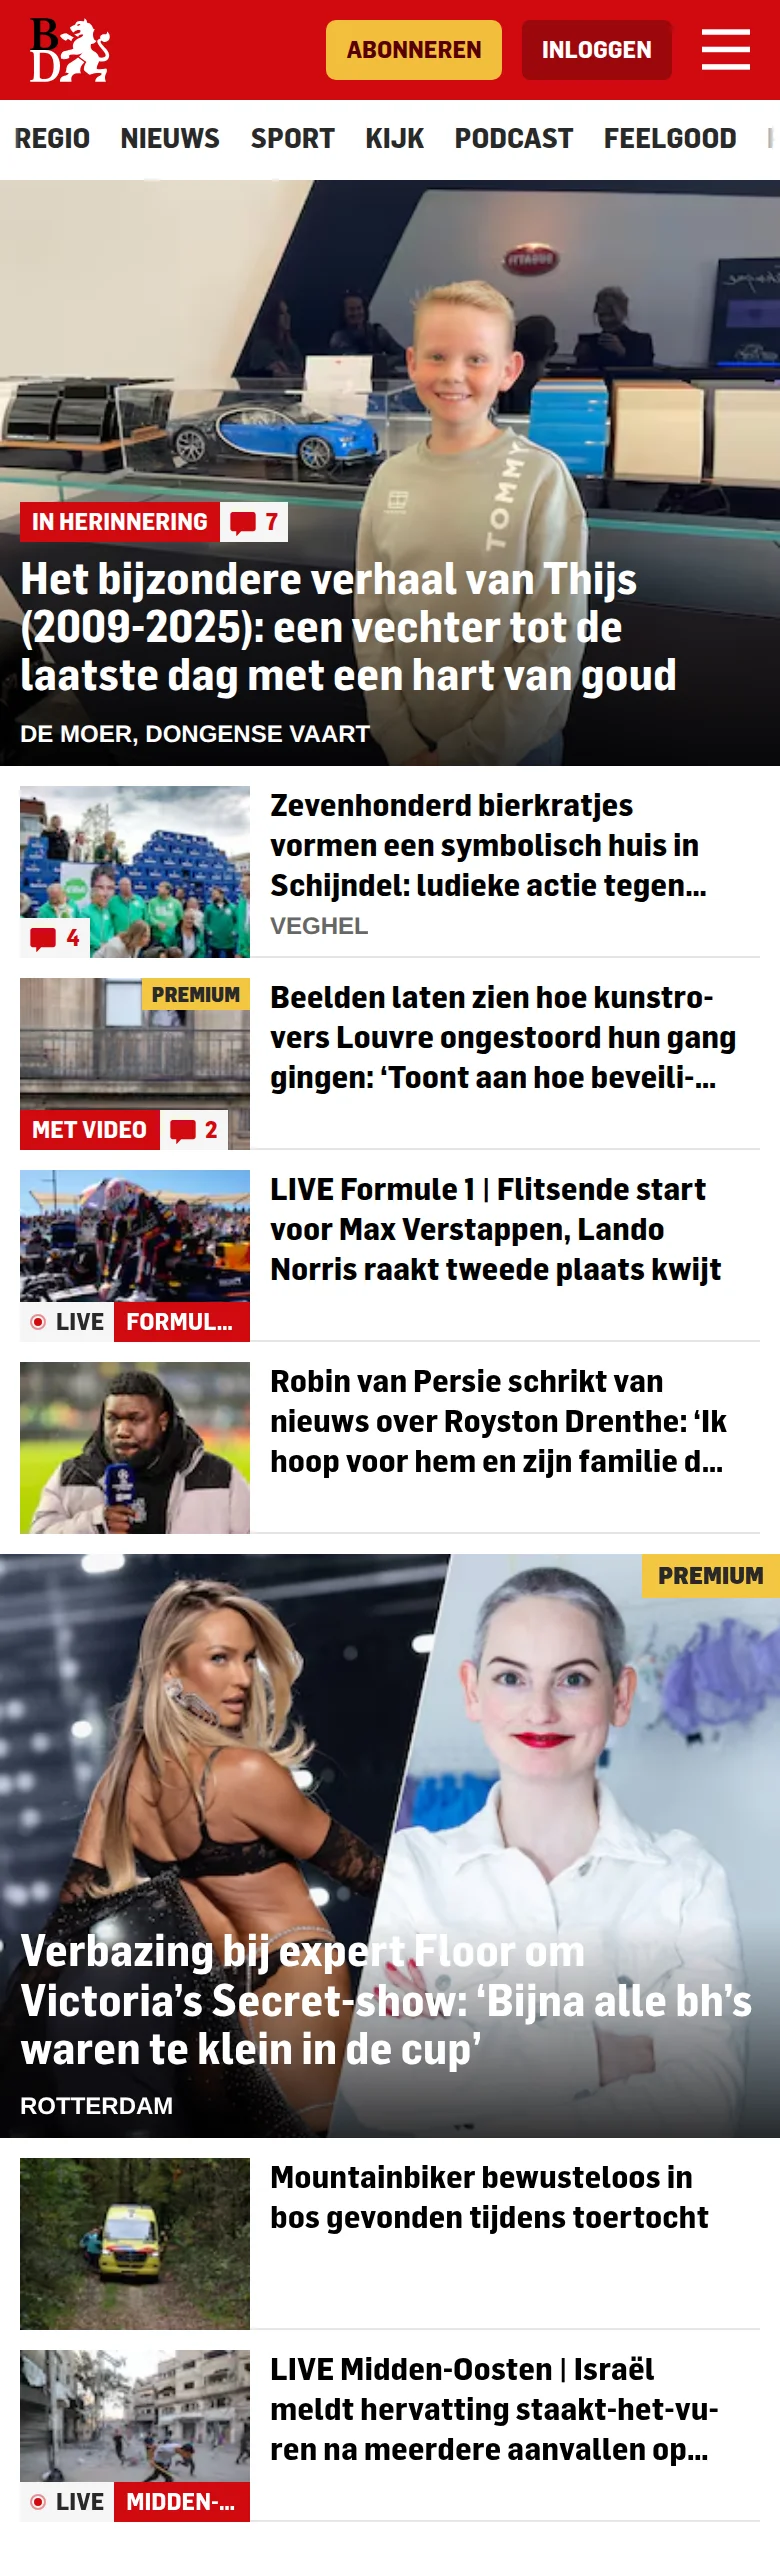 BD
ABONNEREN
INLOGGEN
REGIO NIEUWS SPORT KIJK PODCAST FEELGOOD
BUGATTI
TOMMY
IN HERINNERING 7
Het bijzondere verhaal van Thijs
(2009-2025): een vechter tot de
laatste dag met een hart van goud
DE MOER, DONGENSE VAART
Zevenhonderd bierkratjes
vormen een symbolisch huis in
Schijndel: ludieke actie tegen...
VEGHEL
4
PREMIUM
Beelden laten zien hoe kunstro-
vers Louvre ongestoord hun gang
gingen: ‘Toont aan hoe beveili-...
MET VIDEO 2
LIVE Formule 1 | Flitsende start
voor Max Verstappen, Lando
Norris raakt tweede plaats kwijt
LIVE FORMUL...
Robin van Persie schrikt van
nieuws over Royston Drenthe: ‘Ik
hoop voor hem en zijn familie d...
PREMIUM
Verbazing bij expert Floor om
Victoria’s Secret-show: ‘Bijna alle bh’s
waren te klein in de cup’
ROTTERDAM
Mountainbiker bewusteloos in
bos gevonden tijdens toertocht
LIVE Midden-Oosten | Israël
meldt hervatting staakt-het-vu-
ren na meerdere aanvallen op...
LIVE MIDDEN-...